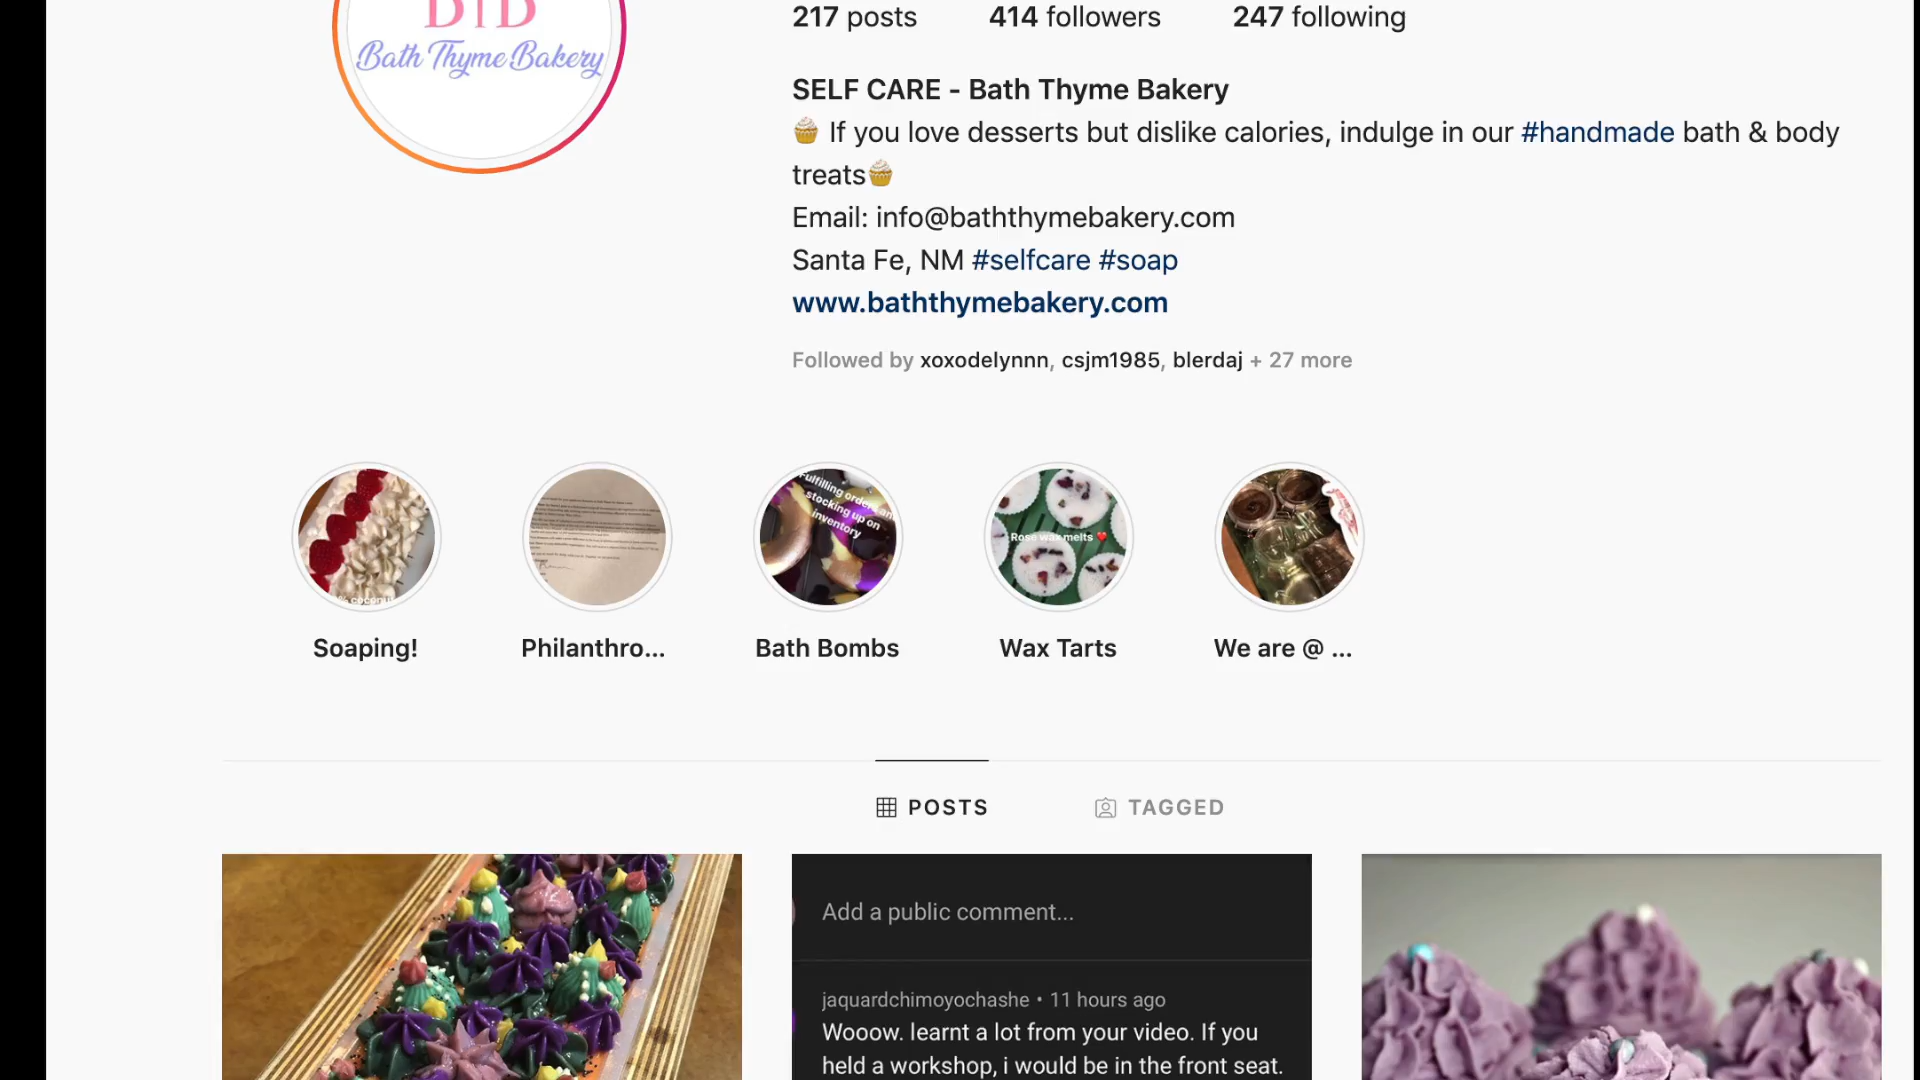 217 posts 414 followers 247 following
Bath Thyme Bakery
SELF CARE - Bath Thyme Bakery
🧁 If you love desserts but dislike calories, indulge in our #handmade bath & body
treats🧁
Email: info@baththymebakery.com
Santa Fe, NM #selfcare #soap
www.baththymebakery.com
Followed by xoxodelynnn, csjm1985, blerdaj + 27 more
stocking up on
inventory
Rose wax melts ❤️
Soaping! Philanthro... Bath Bombs Wax Tarts We are @ ...
POSTS TAGGED
Add a public comment...
jaquardchimoyochashe • 11 hours ago
Wooow. learnt a lot from your video. If you
held a workshop, i would be in the front seat.